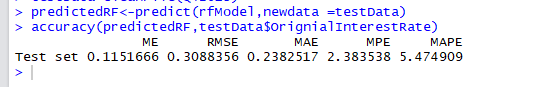 > predictedRF<-predict(rfModel,newdata =testData)
> accuracy(predictedRF,testData$OrignialInterestRate)
ME RMSE MAE MPE MAPE
Test set 0.1151666 0.3088356 0.2382517 2.383538 5.474909
>